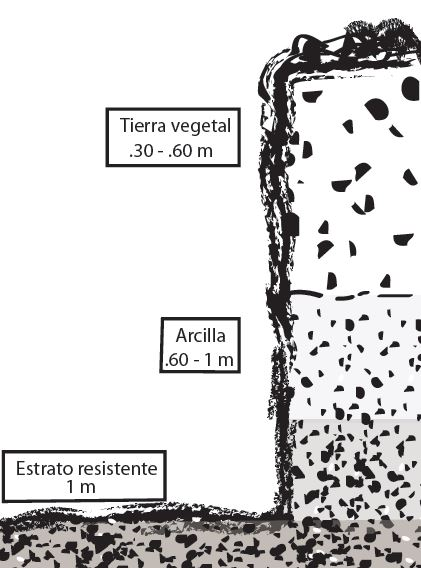 Tierra vegetal
.30 - .60 m
Arcilla
.60 - 1 m
Estrato resistente
1 m